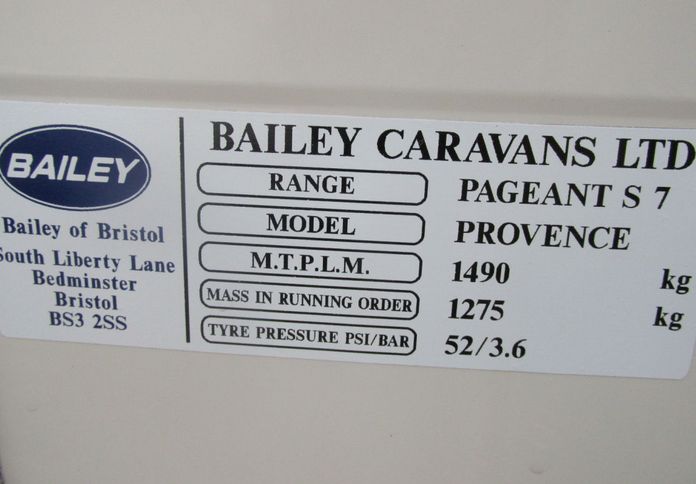 BAILEY
Bailey of Bristol
South Liberty Lane
Bedminster
Bristol
BS3 2SS
BAILEY CARAVANS LTD
RANGE PAGEANT S 7
MODEL PROVENCE
M.T.P.L.M. 1490 kg
MASS IN RUNNING ORDER 1275 kg
TYRE PRESSURE PSI/BAR 52/3.6